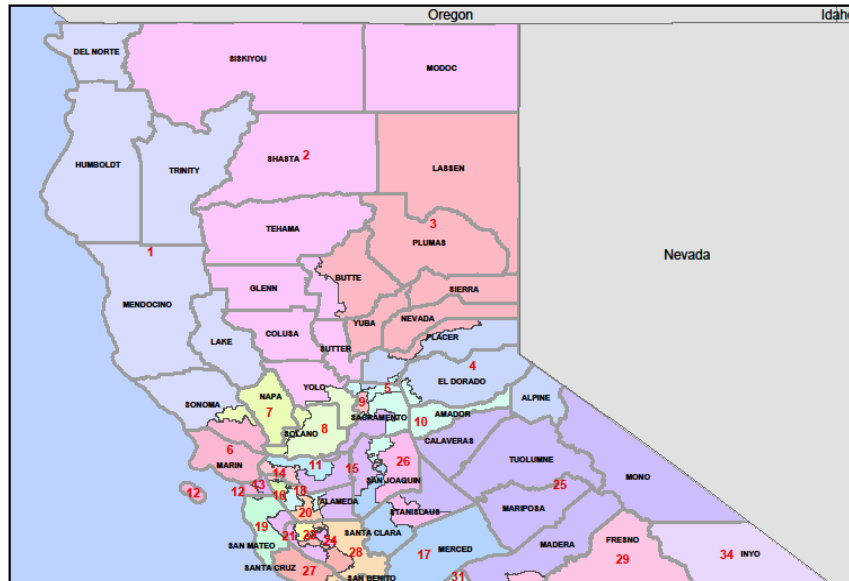 Oregon
Idaho
DEL NORTE
SISKIYOU
MODOC
HUMBOLDT
TRINITY
SHASTA 2
LASSEN
TEHAMA
3
PLUMAS
1
Nevada
GLENN
BUTTE
SIERRA
MENDOCINO
COLUSA
YUBA
NEVADA
LAKE
SUTTER
PLACER
4
YOLO
5
EL DORADO
NAPA
9
ALPINE
SONOMA
7
SOLANO
8
SACRAMENTO
10
AMADOR
CALAVERAS
6
MARIN
11
15
26
TUOLUMNE
14
SAN JOAQUIN
25
MONO
12
12
13
16
18
ALAMEDA
STANISLAUS
MARIPOSA
20
19
21
SANTA CLARA
FRESNO
SAN MATEO
24
28
17
MERCED
MADERA
29
34
INYO
SANTA CRUZ
27
SAN BENITO
31